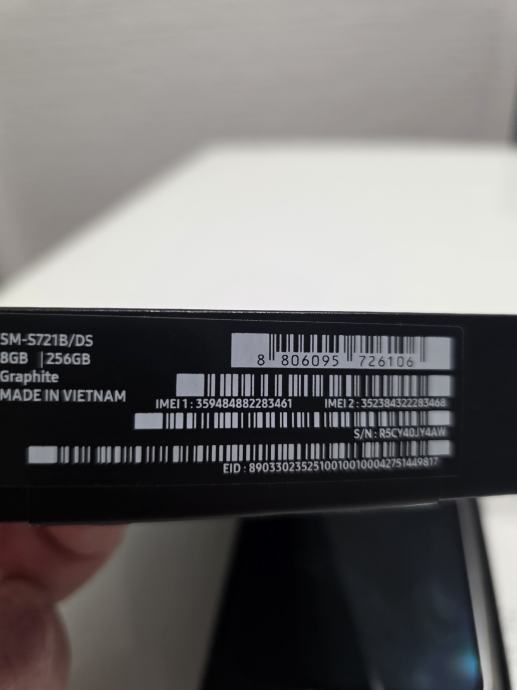 SM-S721B/DS
8GB | 256GB
Graphite
MADE IN VIETNAM
8 806095 726106
IMEI 1 : 359484882283461 IMEI 2 : 352384322283468
S/N : R5CY40JY4AW
EID : 89033023525100100100042751449817